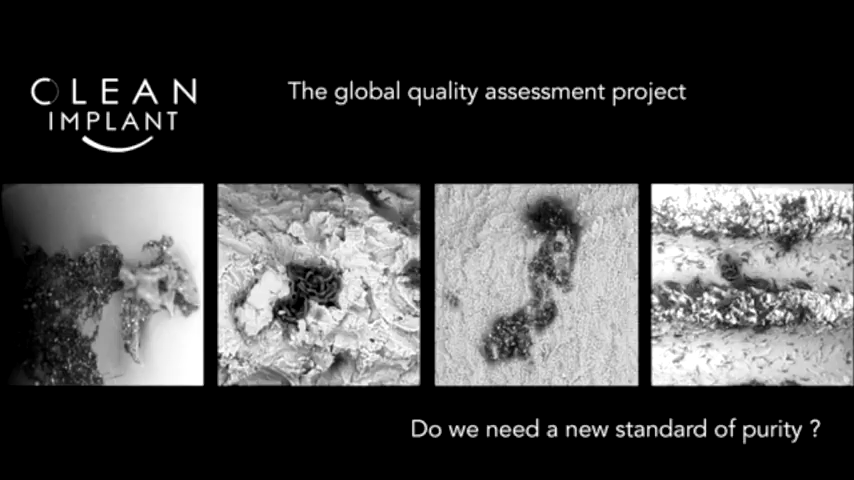 CLEAN
IMPLANT
The global quality assessment project
Do we need a new standard of purity ?